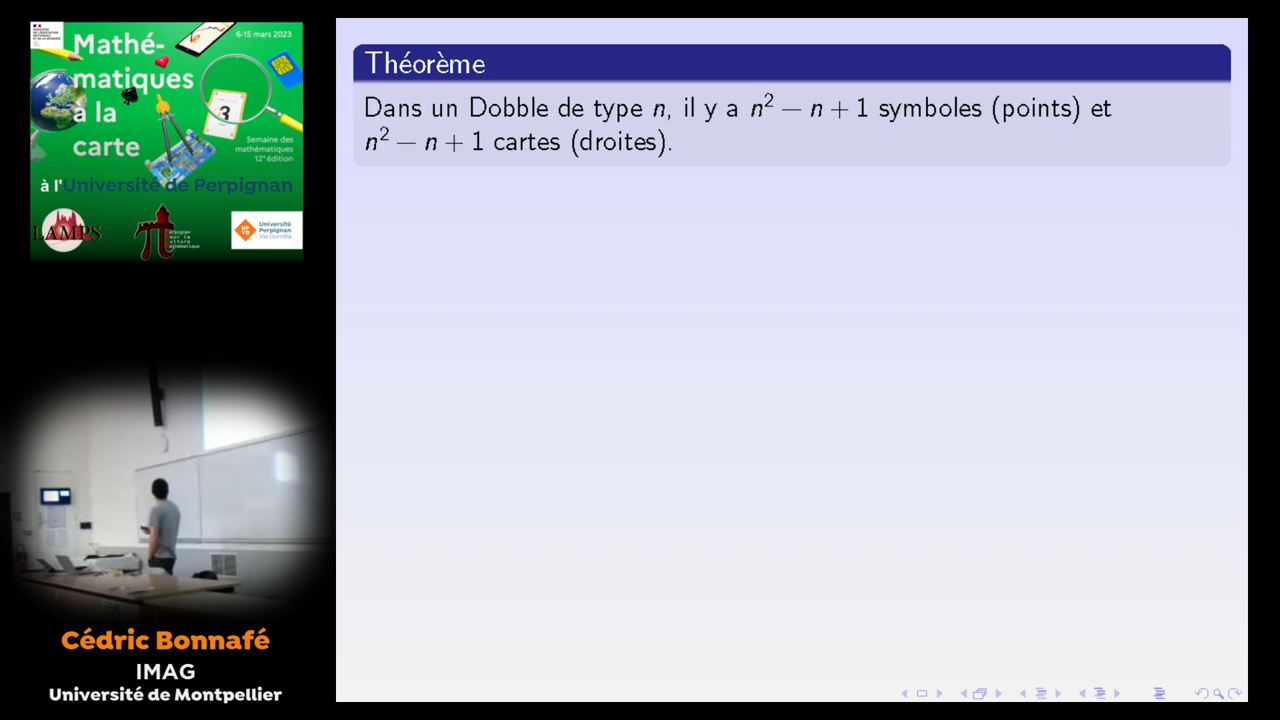 6-15 mars 2023
Mathé-
matiques
à la
carte
3
Semaine des
mathématiques
12e édition
à l'Université de Perpignan
LAMPS
Université
Perpignan
Via Domitia
Cédric Bonnafé
IMAG
Université de Montpellier
Théorème
Dans un Dobble de type n, il y a n² − n + 1 symboles (points) et
n² − n + 1 cartes (droites).